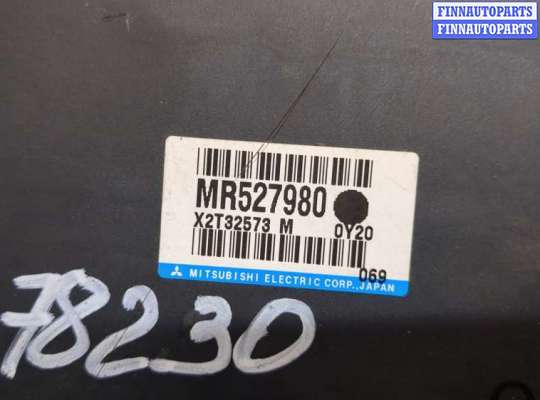 FINNAUTOPARTS
FINNAUTOPARTS
MR527980
X2T32573 M 0Y20
069
MITSUBISHI ELECTRIC CORP.,JAPAN
78230